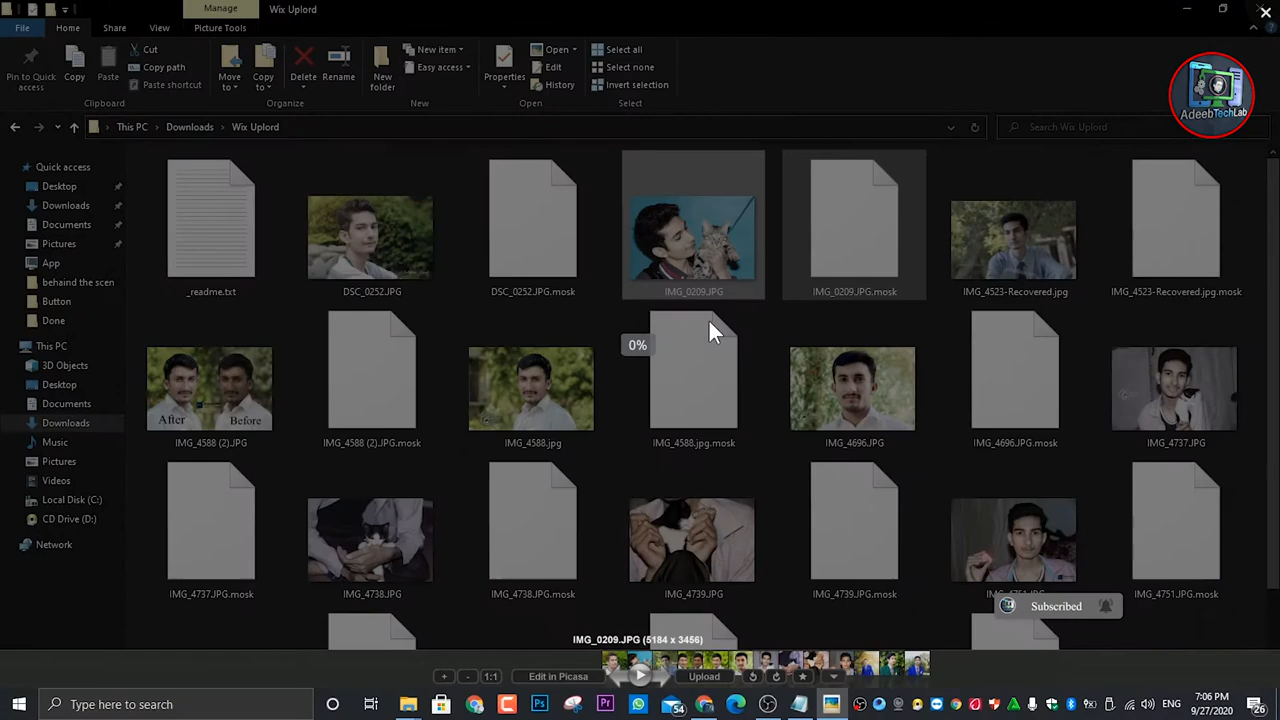 Manage
Wix Uplord
File
Home
Share
View
Picture Tools
Pin to Quick
access
Copy
Paste
Cut
Copy path
Paste shortcut
Clipboard
Move
to
Copy
to
Delete
Rename
Organize
New
folder
New item
Easy access
New
Properties
Open
Edit
History
Open
Select all
Select none
Invert selection
Select
AdeebTechLab
This PC
Downloads
Wix Uplord
Search Wix Uplord
Quick access
Desktop
Downloads
Documents
Pictures
App
behaind the scen
Button
Done
This PC
3D Objects
Desktop
Documents
Downloads
Music
Pictures
Videos
Local Disk (C:)
CD Drive (D:)
Network
_readme.txt
DSC_0252.JPG
DSC_0252.JPG.mosk
IMG_0209.JPG
IMG_0209.JPG.mosk
IMG_4523-Recovered.jpg
IMG_4523-Recovered.jpg.mosk
0%
After
Before
IMG_4588 (2).JPG
IMG_4588 (2).JPG.mosk
IMG_4588.jpg
IMG_4588.jpg.mosk
IMG_4696.JPG
IMG_4696.JPG.mosk
IMG_4737.JPG
IMG_4737.JPG.mosk
IMG_4738.JPG
IMG_4738.JPG.mosk
IMG_4739.JPG
IMG_4739.JPG.mosk
IMG_4751.JPG
IMG_4751.JPG.mosk
Subscribed
IMG_0209.JPG (5184 x 3456)
+
-
1:1
Edit in Picasa
Upload
Type here to search
54
ENG
7:06 PM
9/27/2020
26